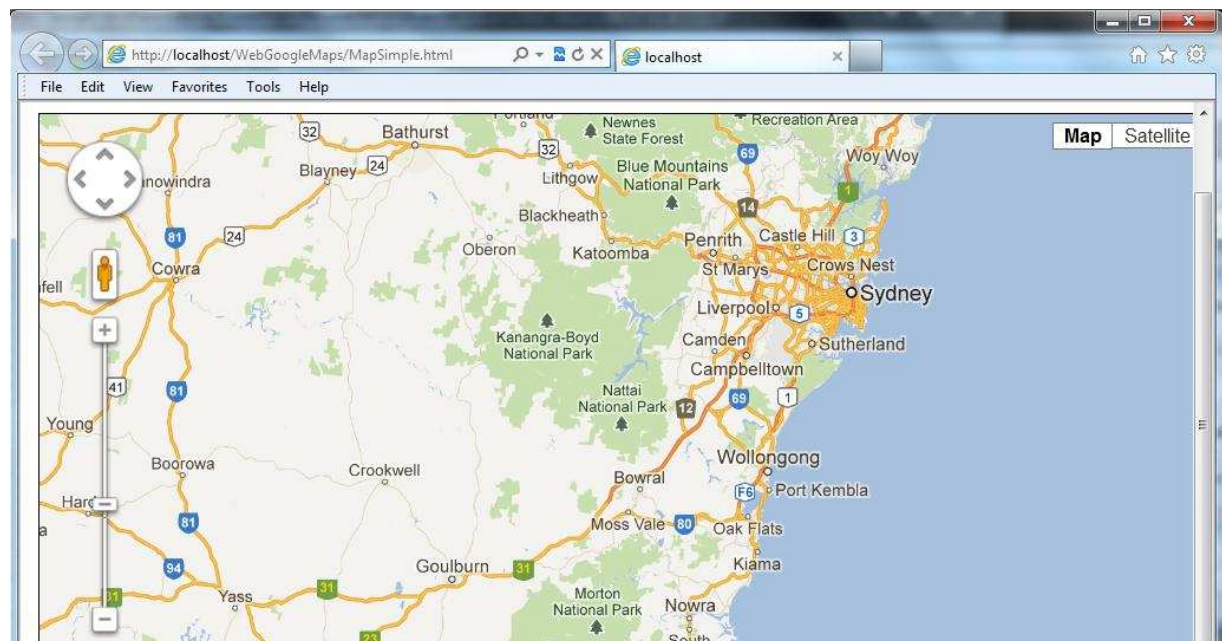 http://localhost/WebGoogleMaps/MapSimple.html
localhost
File Edit View Favorites Tools Help
Map Satellite
Newnes
State Forest
Recreation Area
32
Bathurst
32
69
Woy Woy
Blayney
24
Lithgow
Blue Mountains
National Park
1
14
Blackheath
81
24
Oberon
Katoomba
Penrith
Castle Hill
3
Cowra
St Marys
Crows Nest
Sydney
Liverpool
5
Kanangra-Boyd
National Park
Camden
Sutherland
Campbelltown
41
81
Nattai
National Park
12
69
1
Young
Boorowa
Crookwell
Wollongong
Bowral
F6
Port Kembla
81
Moss Vale
80
Oak Flats
94
Goulburn
31
Kiama
Yass
31
Morton
National Park
Nowra
23